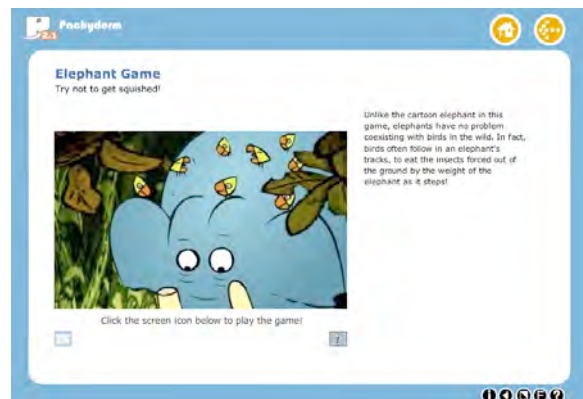 Pachyderm
2.1
Elephant Game
Try not to get squished!
Unlike the cartoon elephant in this
game, elephants have no problem
coexisting with birds in the wild. In fact,
birds often follow in an elephant's
tracks, to eat the insects forced out of
the ground by the weight of the
elephant as it steps!
Click the screen icon below to play the game!